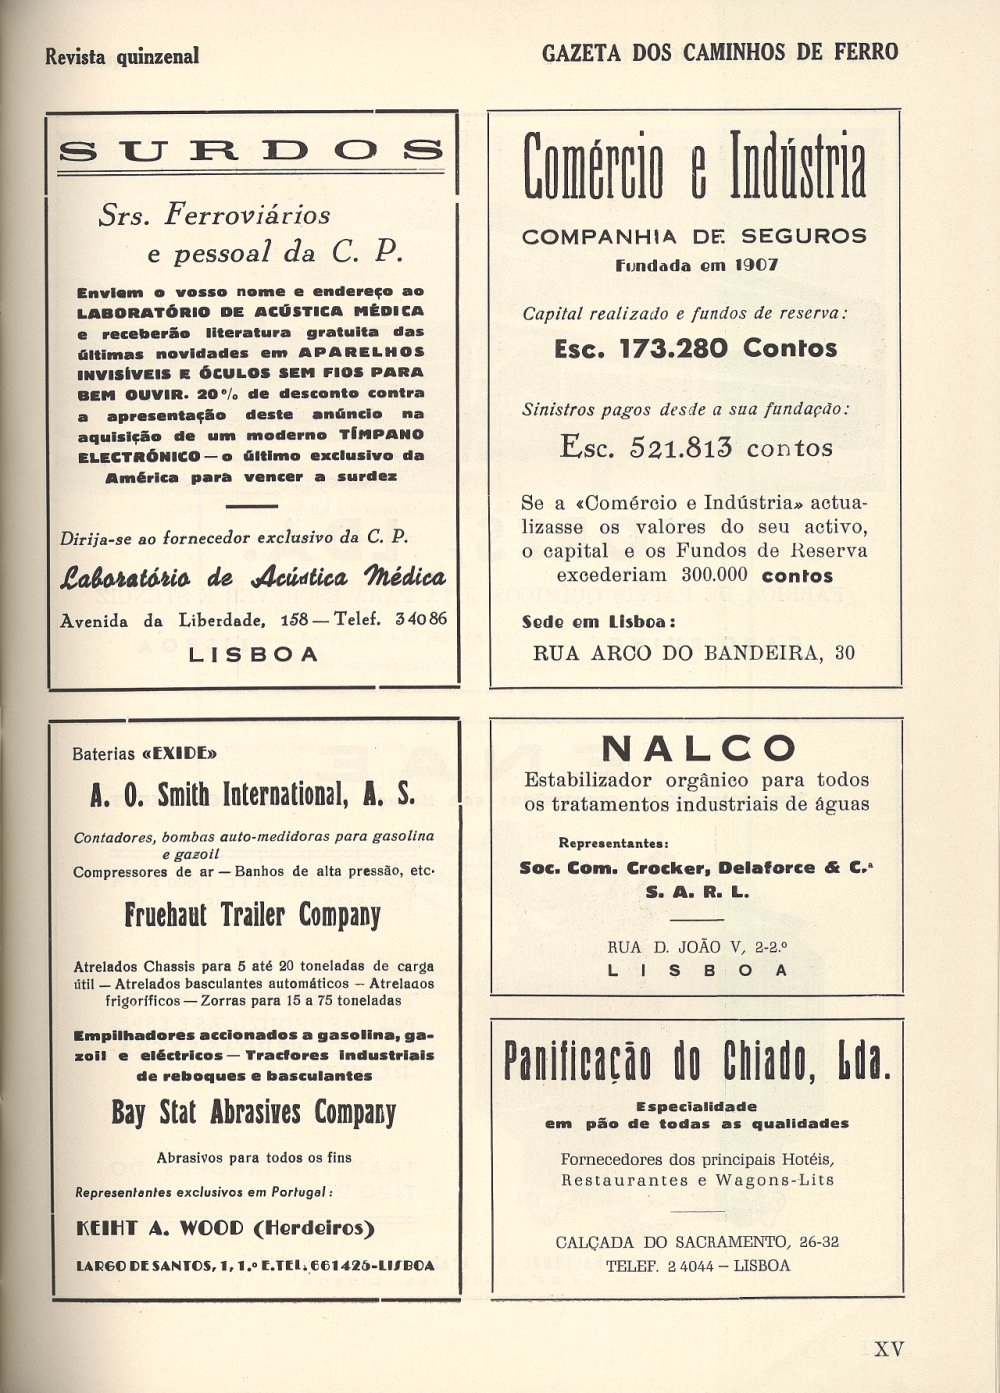 Revista quinzenal
GAZETA DOS CAMINHOS DE FERRO
SURDOS
Srs. Ferroviários
e pessoal da C. P.
Enviem o vosso nome e endereço ao
LABORATÓRIO DE ACÚSTICA MÉDICA
e receberão literatura gratuita das
últimas novidades em APARELHOS
INVISÍVEIS E ÓCULOS SEM FIOS PARA
BEM OUVIR. 20% de desconto contra
a apresentação deste anúncio na
aquisição de um moderno TÍMPANO
ELECTRÓNICO — o último exclusivo da
América para vencer a surdez
Dirija-se ao fornecedor exclusivo da C. P.
Laboratório de Acústica Médica
Avenida da Liberdade, 158 — Telef. 34086
LISBOA
Comércio e Indústria
COMPANHIA DE SEGUROS
Fundada em 1907
Capital realizado e fundos de reserva:
Esc. 173.280 Contos
Sinistros pagos desde a sua fundação:
Esc. 521.813 contos
Se a «Comércio e Indústria» actua-
lizasse os valores do seu activo,
o capital e os Fundos de Reserva
excederiam 300.000 contos
Sede em Lisboa:
RUA ARCO DO BANDEIRA, 30
Baterias «EXIDE»
A. O. Smith International, A. S.
Contadores, bombas auto-medidoras para gasolina
e gazoil
Compressores de ar — Banhos de alta pressão, etc.
Fruehaut Trailer Company
Atrelados Chassis para 5 até 20 toneladas de carga
útil — Atrelados basculantes automáticos — Atrelados
frigoríficos — Zorras para 15 a 75 toneladas
Empilhadores accionados a gasolina, ga-
zoil e eléctricos — Tractores industriais
de reboques e basculantes
Bay Stat Abrasives Company
Abrasivos para todos os fins
Representantes exclusivos em Portugal:
KEIHT A. WOOD (Herdeiros)
LARGO DE SANTOS, 1, 1.º E. TEL. 661425-LISBOA
NALCO
Estabilizador orgânico para todos
os tratamentos industriais de águas
Representantes:
Soc. Com. Crocker, Delaforce & C.ª
S. A. R. L.
RUA D. JOÃO V, 2-2.º
LISBOA
Panificação do Chiado, Lda.
Especialidade
em pão de todas as qualidades
Fornecedores dos principais Hotéis,
Restaurantes e Wagons-Lits
CALÇADA DO SACRAMENTO, 26-32
TELEF. 2 4044 – LISBOA
XV